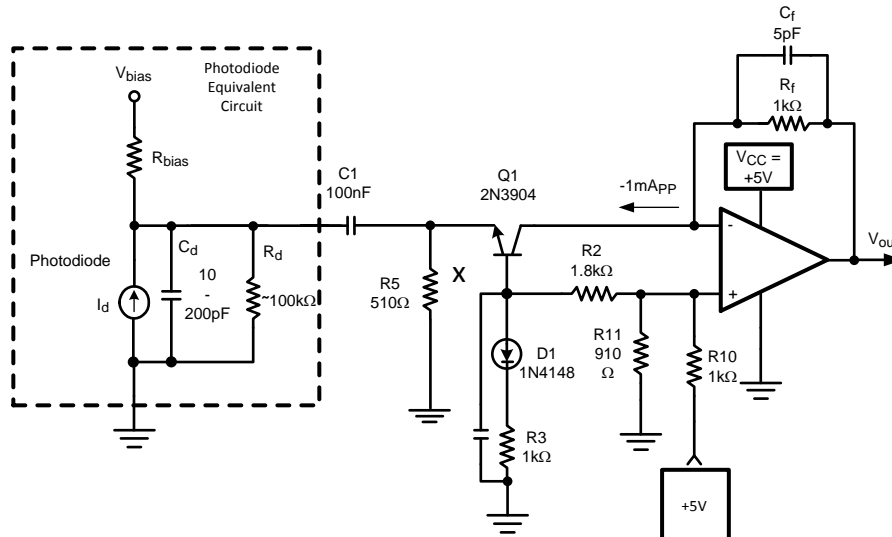 Photodiode
Equivalent
Circuit
Vbias
Rbias
Photodiode
Id
Cd
10
-
200pF
Rd
~100kΩ
C1
100nF
R5
510Ω
X
Q1
2N3904
-1mAPP
R2
1.8kΩ
D1
1N4148
R3
1kΩ
R11
910
Ω
R10
1kΩ
+5V
Cf
5pF
Rf
1kΩ
VCC =
+5V
-
+
Vou